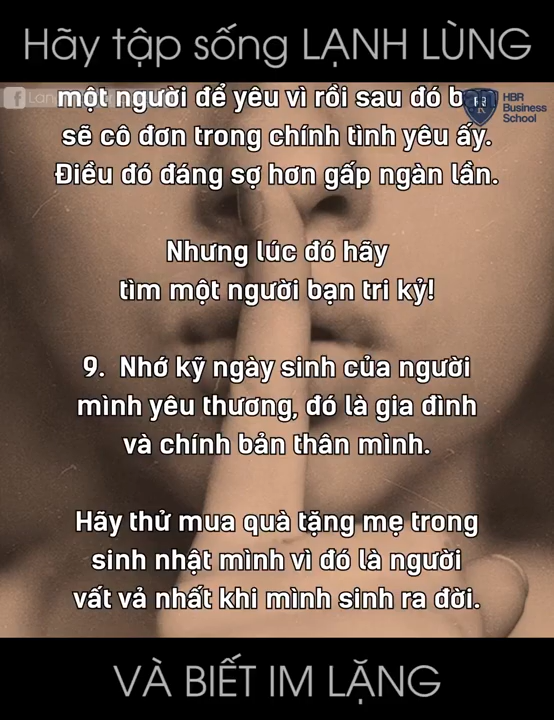 Hãy tập sống LẠNH LÙNG
một người để yêu vì rồi sau đó
HBR
Business
School
sẽ cô đơn trong chính tình yêu ấy.
Điều đó đáng sợ hơn gấp ngàn lần.
Nhưng lúc đó hãy
tìm một người bạn tri kỷ!
9. Nhớ kỹ ngày sinh của người
mình yêu thương, đó là gia đình
và chính bản thân mình.
Hãy thử mua quà tặng mẹ trong
sinh nhật mình vì đó là người
vất vả nhất khi mình sinh ra đời.
VÀ BIẾT IM LẶNG